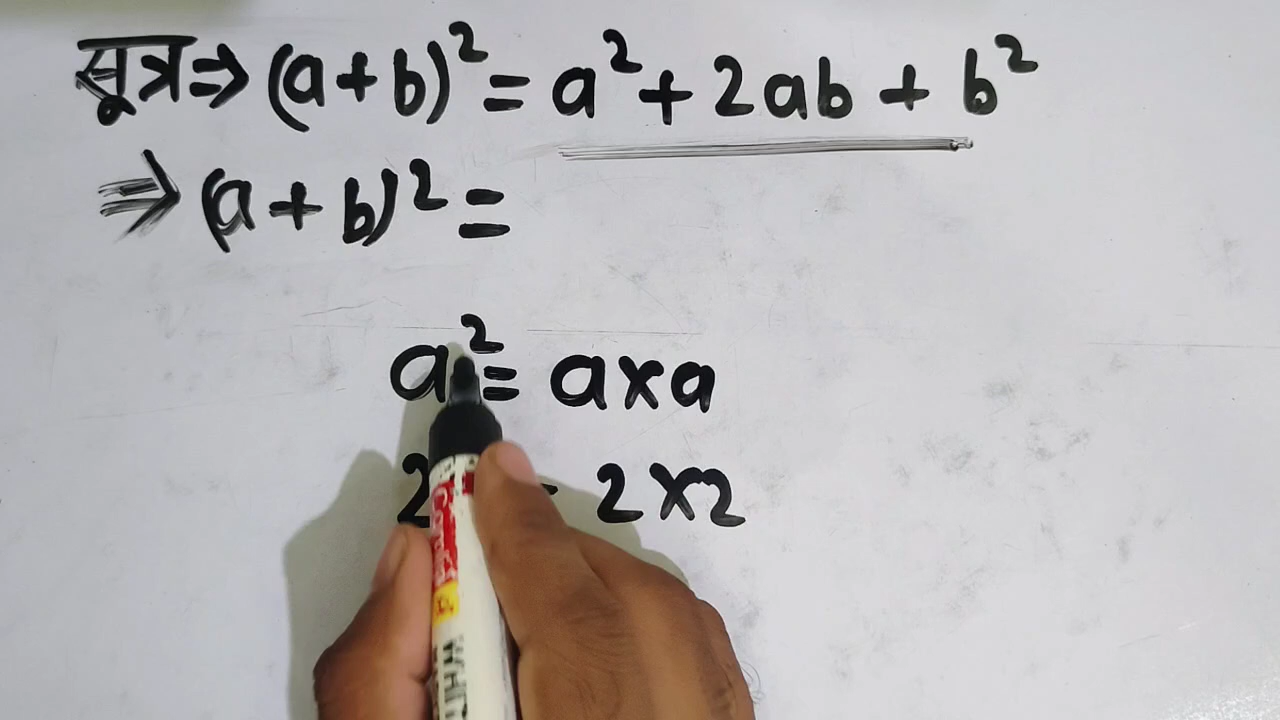 सूत्र⇒ (a + b)² = a² + 2ab + b²
⇒ (a + b)² =
a² = a x a
2 x 2